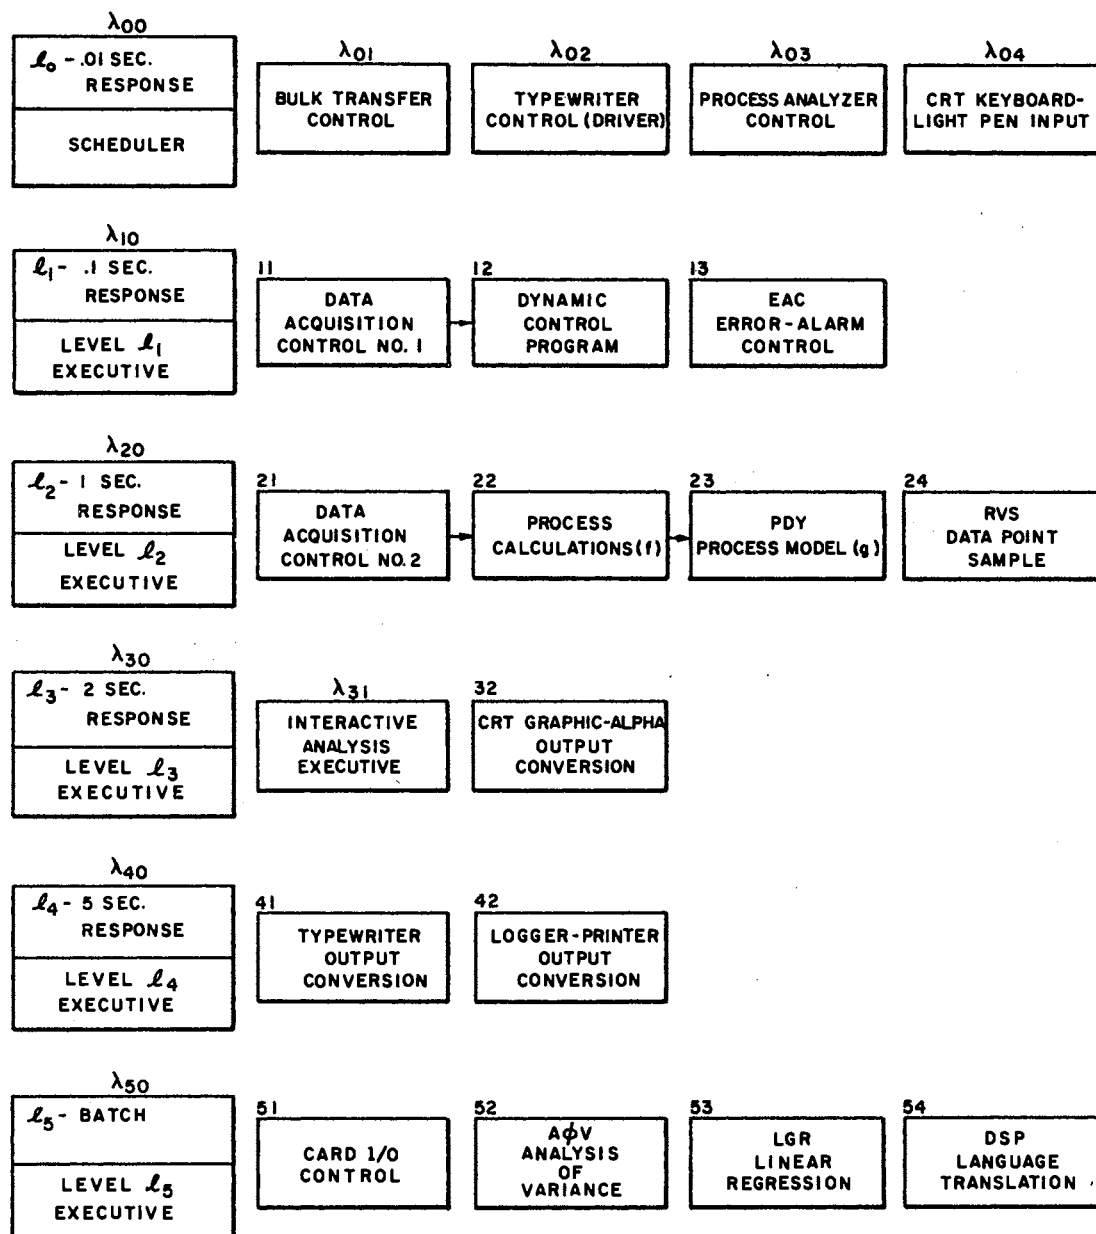 λ00
ℓ0 - .01 SEC.
RESPONSE
SCHEDULER
λ01
BULK TRANSFER
CONTROL
λ02
TYPEWRITER
CONTROL (DRIVER)
λ03
PROCESS ANALYZER
CONTROL
λ04
CRT KEYBOARD-
LIGHT PEN INPUT
λ10
ℓ1 - .1 SEC.
RESPONSE
LEVEL ℓ1
EXECUTIVE
11
DATA
ACQUISITION
CONTROL NO. 1
12
DYNAMIC
CONTROL
PROGRAM
13
EAC
ERROR-ALARM
CONTROL
λ20
ℓ2 - 1 SEC.
RESPONSE
LEVEL ℓ2
EXECUTIVE
21
DATA
ACQUISITION
CONTROL NO. 2
22
PROCESS
CALCULATIONS (f)
23
PDY
PROCESS MODEL (g)
24
RVS
DATA POINT
SAMPLE
λ30
ℓ3 - 2 SEC.
RESPONSE
LEVEL ℓ3
EXECUTIVE
λ31
INTERACTIVE
ANALYSIS
EXECUTIVE
32
CRT GRAPHIC-ALPHA
OUTPUT
CONVERSION
λ40
ℓ4 - 5 SEC.
RESPONSE
LEVEL ℓ4
EXECUTIVE
41
TYPEWRITER
OUTPUT
CONVERSION
42
LOGGER-PRINTER
OUTPUT
CONVERSION
λ50
ℓ5 - BATCH
LEVEL ℓ5
EXECUTIVE
51
CARD I/O
CONTROL
52
AΦV
ANALYSIS
OF
VARIANCE
53
LGR
LINEAR
REGRESSION
54
DSP
LANGUAGE
TRANSLATION